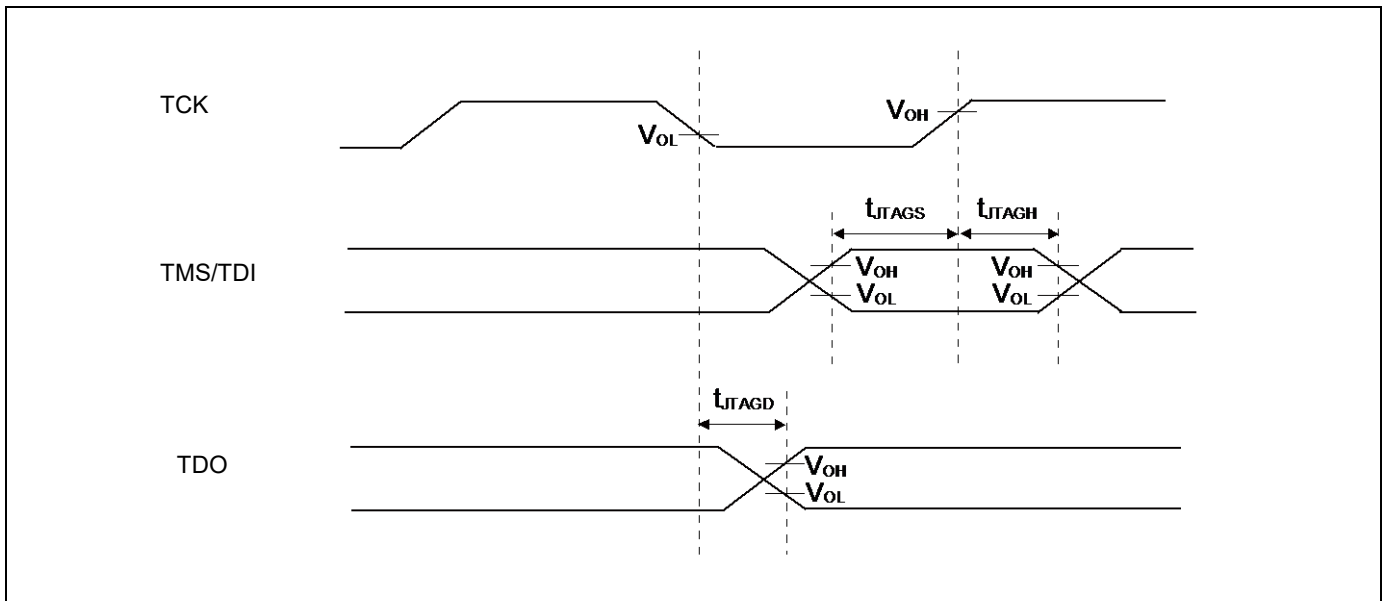 TCK
VOL
VOH
tJTAGS
tJTAGH
TMS/TDI
VOH
VOH
VOL
VOL
tJTAGD
TDO
VOH
VOL